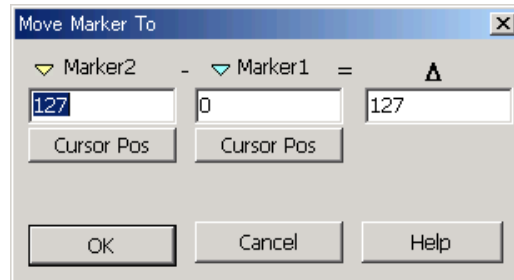 Move Marker To
Marker2 - Marker1 = Δ
127 0 127
Cursor Pos Cursor Pos
OK Cancel Help